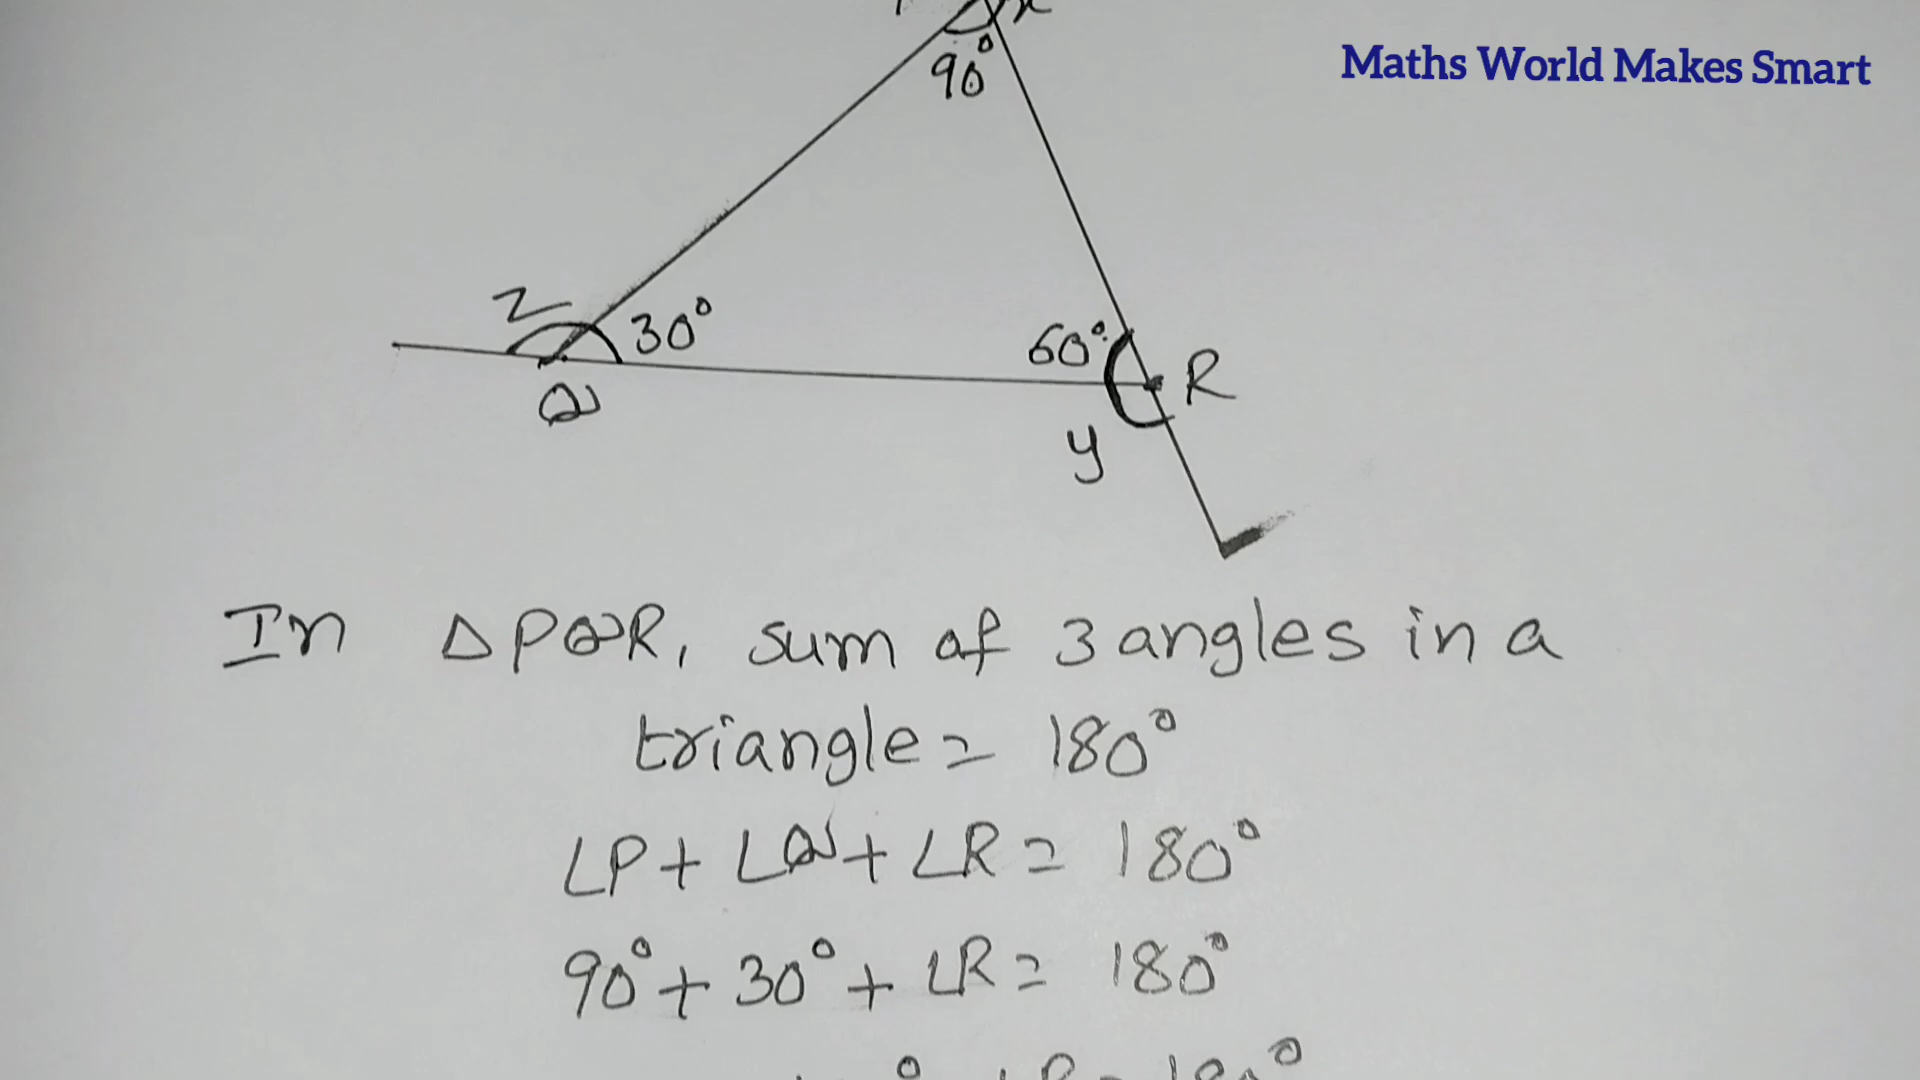 x
90°
Maths World Makes Smart
z
30°
60°
R
Q
y
In △PQR, sum of 3 angles in a
triangle = 180°
∠P + ∠Q + ∠R = 180°
90° + 30° + ∠R = 180°